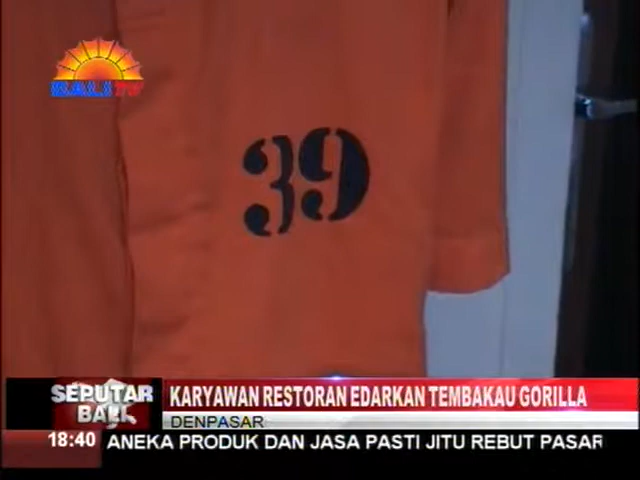 BALI TV
39
SEPUTAR
BALI
KARYAWAN RESTORAN EDARKAN TEMBAKAU GORILLA
DENPASAR
18:40 ANEKA PRODUK DAN JASA PASTI JITU REBUT PASAR